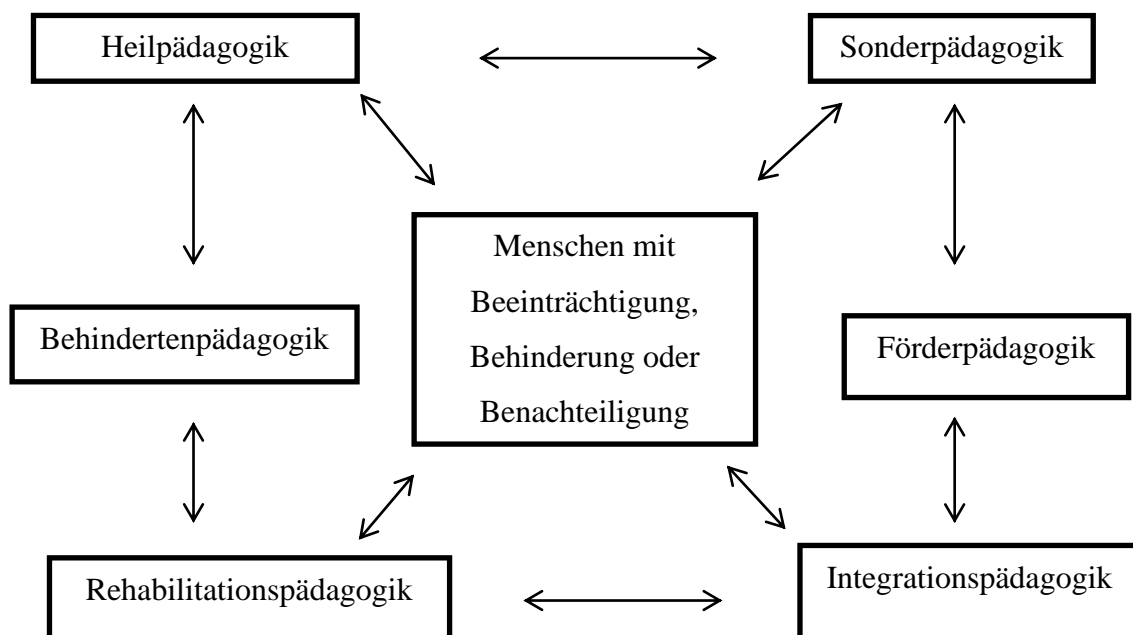 Heilpädagogik
Sonderpädagogik
Menschen mit
Beeinträchtigung,
Behinderung oder
Benachteiligung
Behindertenpädagogik
Förderpädagogik
Rehabilitationspädagogik
Integrationspädagogik